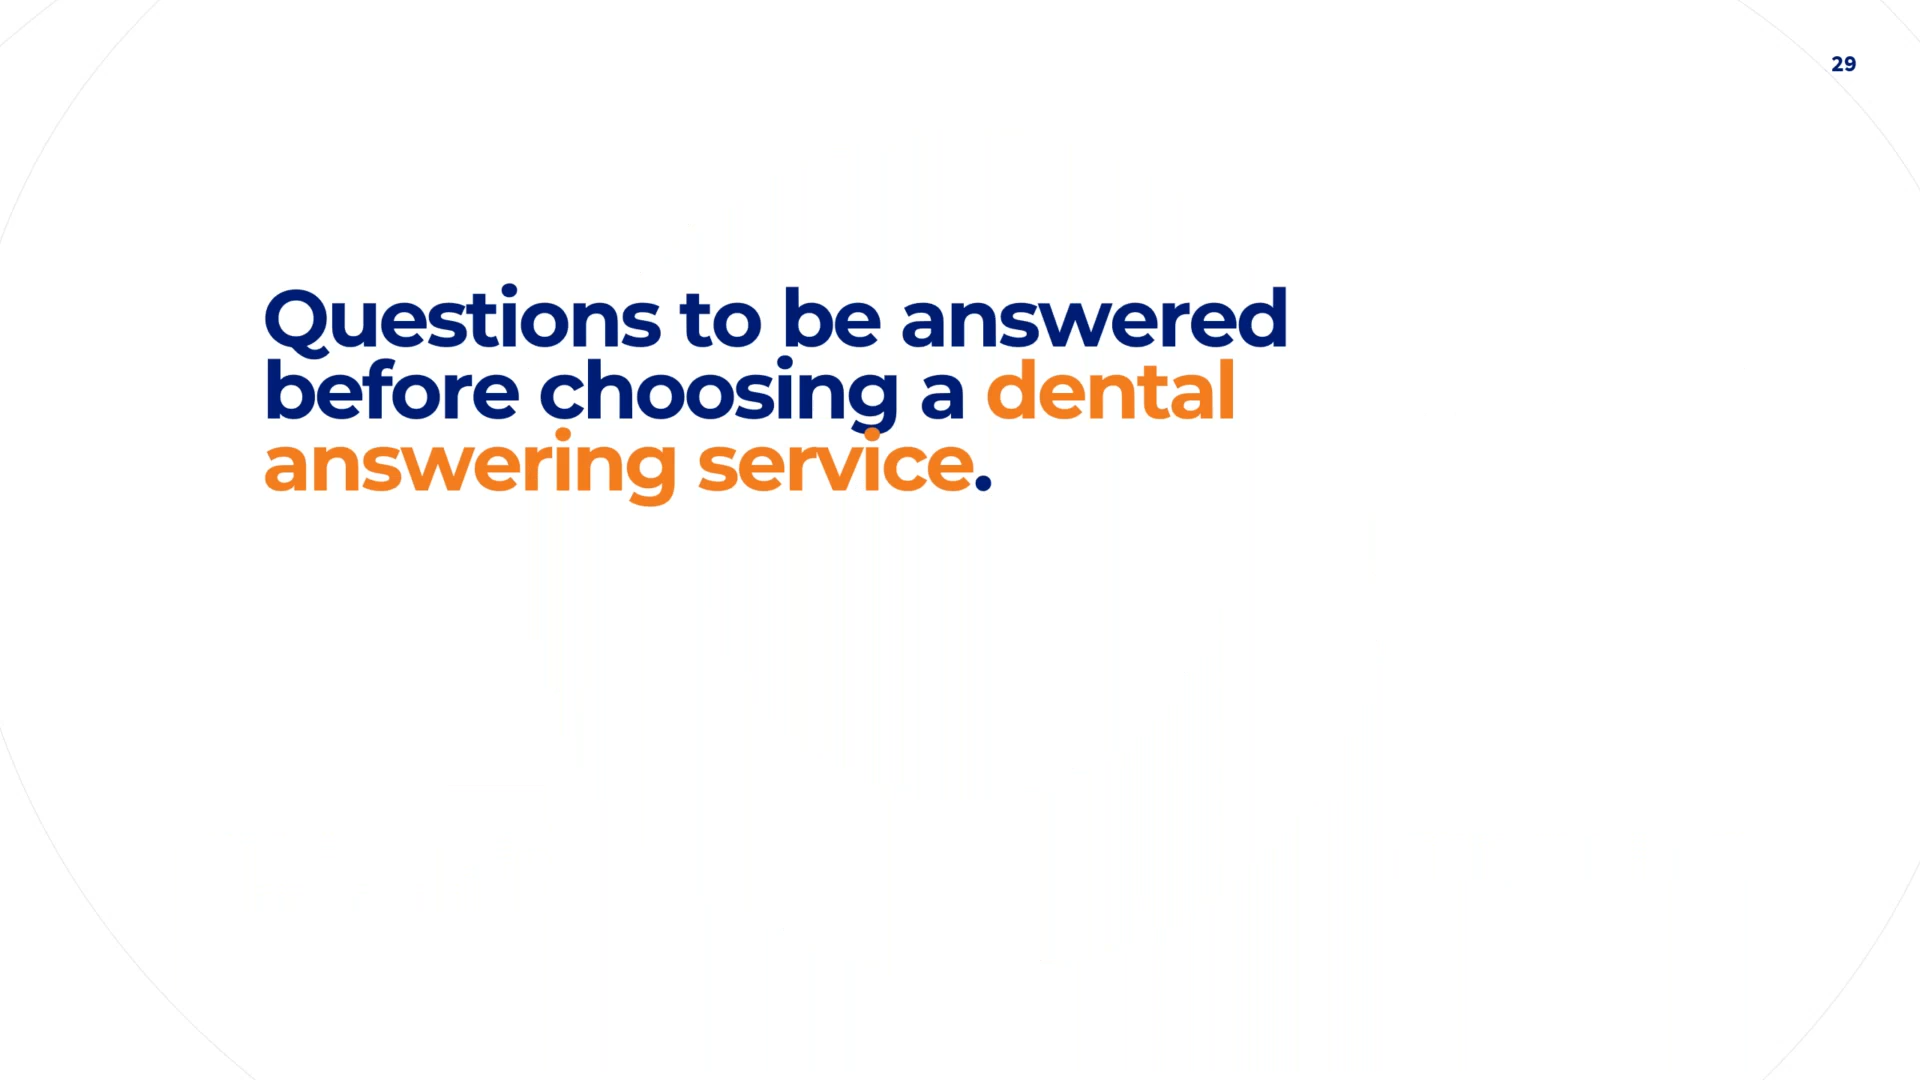 29
Questions to be answered
before choosing a dental
answering service.